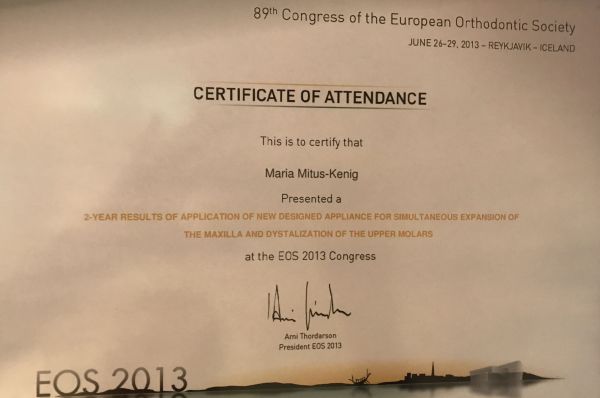 89th Congress of the European Orthodontic Society
JUNE 26-29, 2013 – REYKJAVIK – ICELAND
CERTIFICATE OF ATTENDANCE
This is to certify that
Maria Mitus-Kenig
Presented a
2-YEAR RESULTS OF APPLICATION OF NEW DESIGNED APPLIANCE FOR SIMULTANEOUS EXPANSION OF
THE MAXILLA AND DYSTALIZATION OF THE UPPER MOLARS
at the EOS 2013 Congress
Arni Thordarson
President EOS 2013
EOS 2013